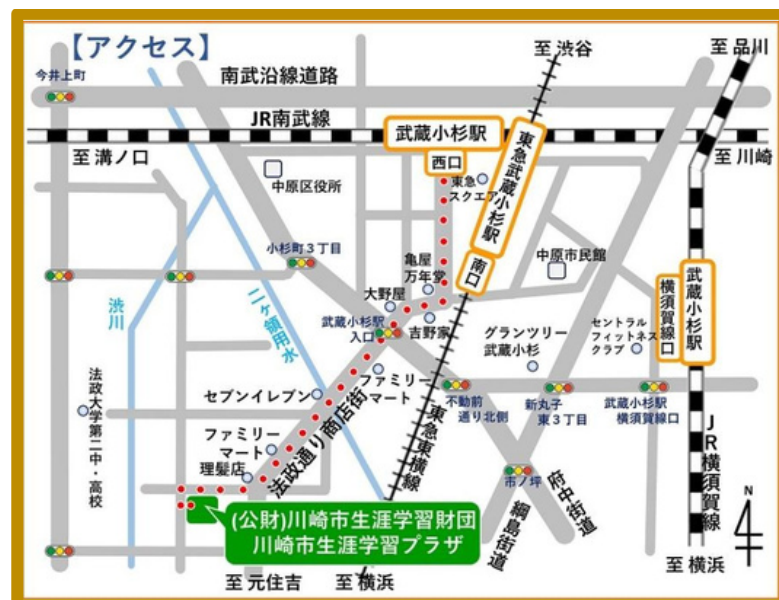 【アクセス】
至 渋谷
至 品川
今井上町
南武沿線道路
JR南武線
武蔵小杉駅
西口
至 溝ノ口
至 川崎
東急武蔵小杉駅
南口
東急
スクエア
中原区役所
小杉町3丁目
中原市民館
武蔵小杉駅
横須賀線口
亀屋
万年堂
大野屋
渋川
二ヶ領用水
武蔵小杉駅
入口
吉野家
グランツリー
武蔵小杉
セントラル
フィットネス
クラブ
セブンイレブン
ファミリー
マート
不動前
通り北側
新丸子
東3丁目
武蔵小杉駅
横須賀線口
法政大学第二中・高校
法政通り商店街
東急東横線
JR横須賀線
ファミリー
マート
理髪店
市ノ坪
府中街道
綱島街道
N
(公財)川崎市生涯学習財団
川崎市生涯学習プラザ
至 元住吉
至 横浜
至 横浜